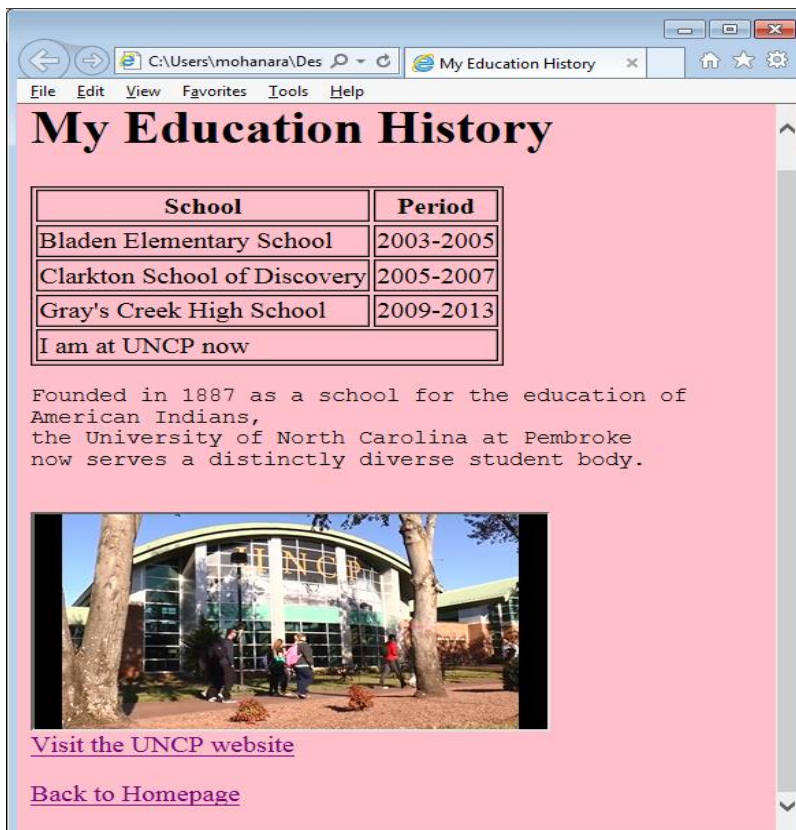 C:\Users\mohanara\Des
My Education History
File Edit View Favorites Tools Help
My Education History
School Period
Bladen Elementary School 2003-2005
Clarkton School of Discovery 2005-2007
Gray's Creek High School 2009-2013
I am at UNCP now
Founded in 1887 as a school for the education of
American Indians,
the University of North Carolina at Pembroke
now serves a distinctly diverse student body.
UNCP
Visit the UNCP website
Back to Homepage